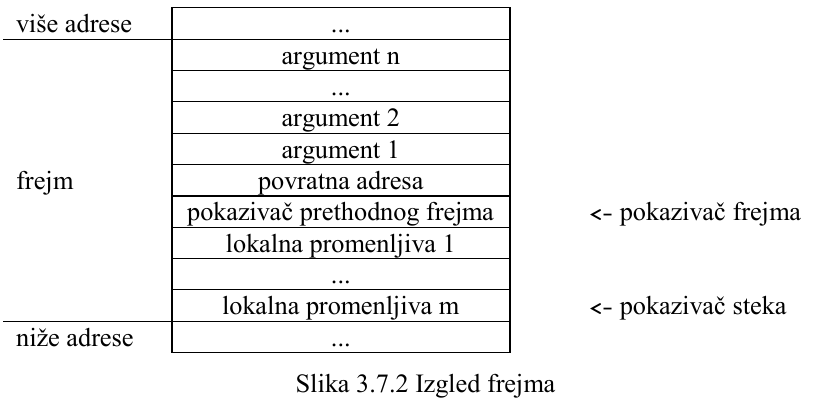 više adrese ...
argument n
...
argument 2
argument 1
frejm povratna adresa
pokazivač prethodnog frejma <- pokazivač frejma
lokalna promenljiva 1
...
lokalna promenljiva m <- pokazivač steka
niže adrese ...
Slika 3.7.2 Izgled frejma